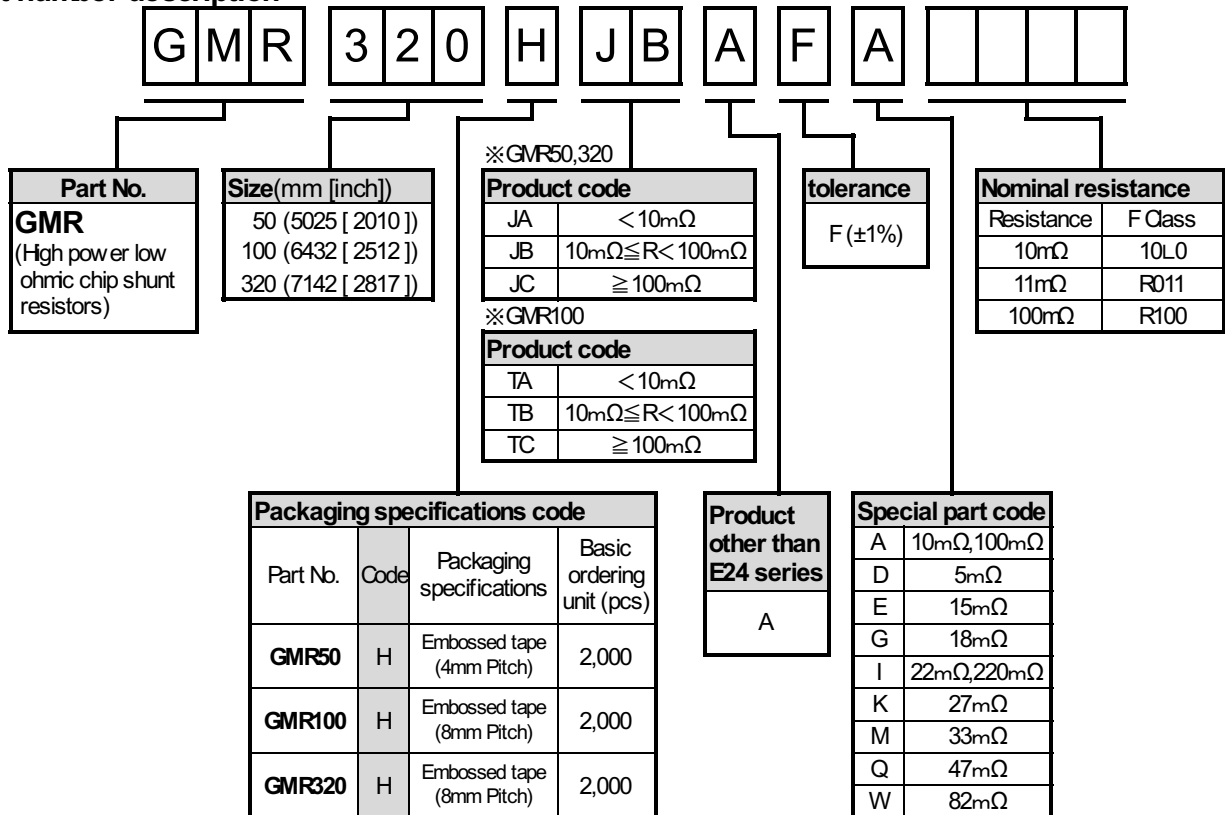 G M R 3 2 0 H J B A F A
Part No.
GMR
(High power low
ohmic chip shunt
resistors)
Size(mm [inch])
50 (5025 [ 2010 ])
100 (6432 [ 2512 ])
320 (7142 [ 2817 ])
※GMR50,320
Product code
JA <10mΩ
JB 10mΩ≦R<100mΩ
JC ≧100mΩ
※GMR100
Product code
TA <10mΩ
TB 10mΩ≦R<100mΩ
TC ≧100mΩ
tolerance
F (±1%)
Nominal resistance
Resistance F Class
10mΩ 10L0
11mΩ R011
100mΩ R100
Packaging specifications code
Part No. Code Packaging
specifications Basic
ordering
unit (pcs)
GMR50 H Embossed tape
(4mm Pitch) 2,000
GMR100 H Embossed tape
(8mm Pitch) 2,000
GMR320 H Embossed tape
(8mm Pitch) 2,000
Product
other than
E24 series
A
Special part code
A 10mΩ,100mΩ
D 5mΩ
E 15mΩ
G 18mΩ
I 22mΩ,220mΩ
K 27mΩ
M 33mΩ
Q 47mΩ
W 82mΩ